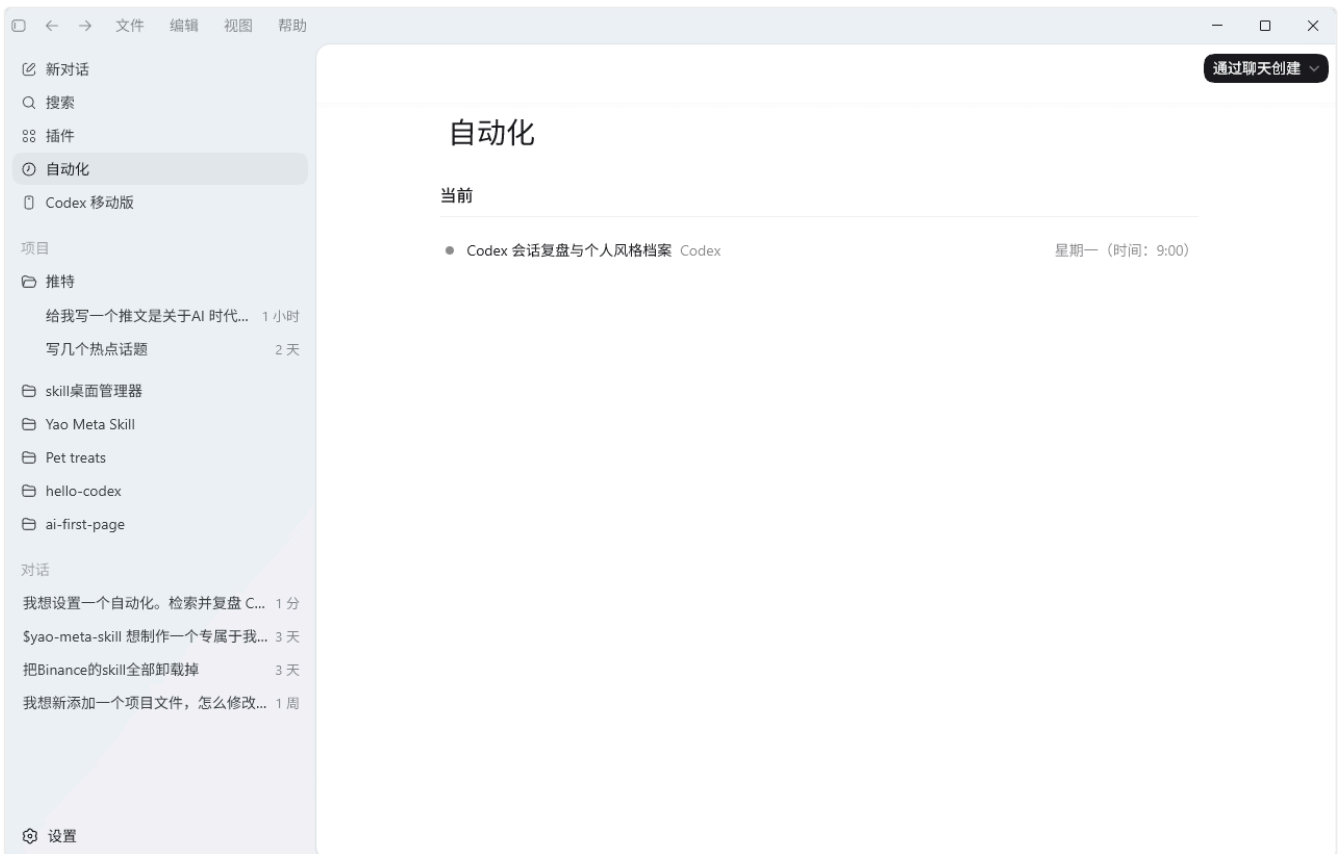 文件 编辑 视图 帮助
新对话
搜索
插件
自动化
Codex 移动版
项目
推特
给我写一个推文是关于AI 时代... 1 小时
写几个热点话题 2 天
skill桌面管理器
Yao Meta Skill
Pet treats
hello-codex
ai-first-page
对话
我想设置一个自动化。检索并复盘 C... 1 分
$yao-meta-skill 想制作一个专属于我... 3 天
把Binance的skill全部卸载掉 3 天
我想新添加一个项目文件，怎么修改... 1 周
设置
通过聊天创建
自动化
当前
Codex 会话复盘与个人风格档案 Codex 星期一（时间：9:00）